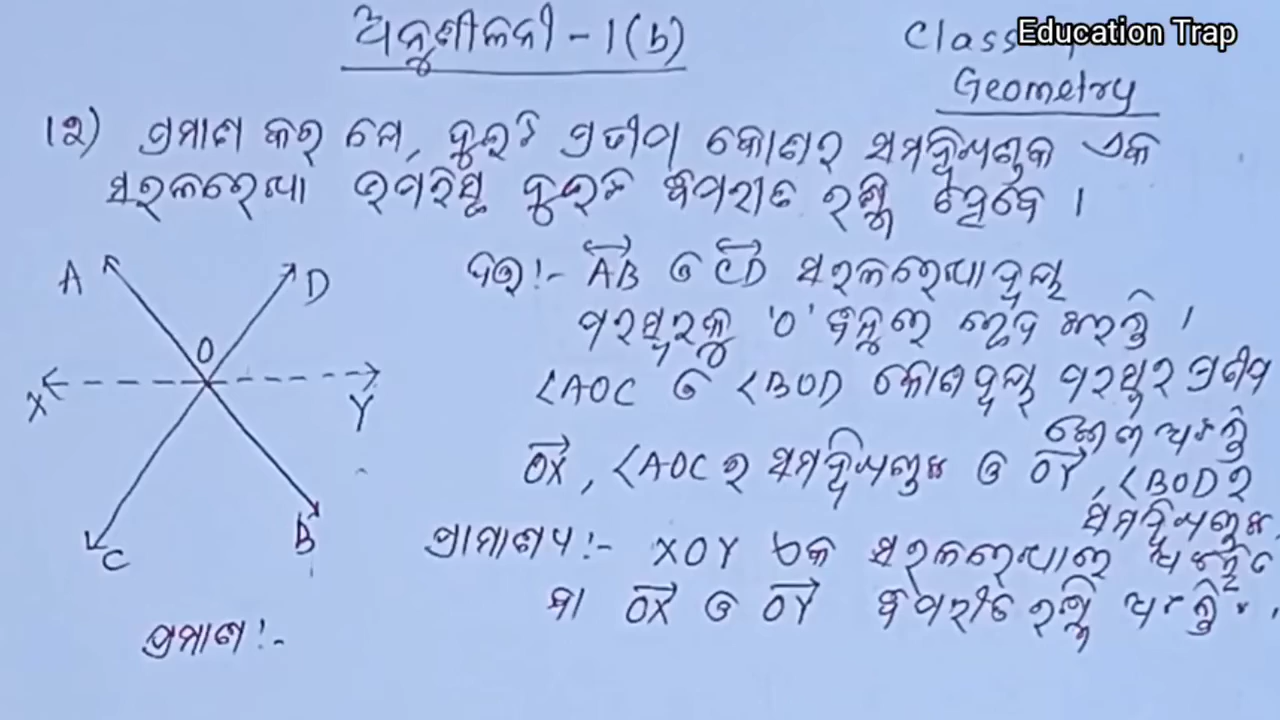 ଅନୁଶୀଳନୀ - 1(b)
Class
Education Trap
Geometry
12) ପ୍ରମାଣ କର ଯେ, ଦୁଇଟି ପ୍ରତୀପ କୋଣର ସମଦ୍ୱିଖଣ୍ଡକ ଏକ
ସରଳରେଖା ଉପରିସ୍ଥ ଦୁଇଟି ବିପରୀତ ରଶ୍ମି ହେବେ ।
A
D
O
X
Y
C
B
ଦତ୍ତ :- AB ଓ CD ସରଳରେଖାଦ୍ୱୟ
ପରସ୍ପରକୁ 'O' ବିନ୍ଦୁରେ ଛେଦ କରନ୍ତି ।
<AOC ଓ <BOD କୋଣଦ୍ୱୟ ପରସ୍ପର ପ୍ରତୀପ
କୋଣ ଅଟନ୍ତି
OX, <AOC ର ସମଦ୍ୱିଖଣ୍ଡକ ଓ OY, <BOD ର
ସମଦ୍ୱିଖଣ୍ଡକ
ପ୍ରାମାଣ୍ୟ :- XOY ଏକ ସରଳରେଖାରେ
ବା OX ଓ OY ବିପରୀତ ରଶ୍ମି ଅଟନ୍ତି ।
ପ୍ରମାଣ :-